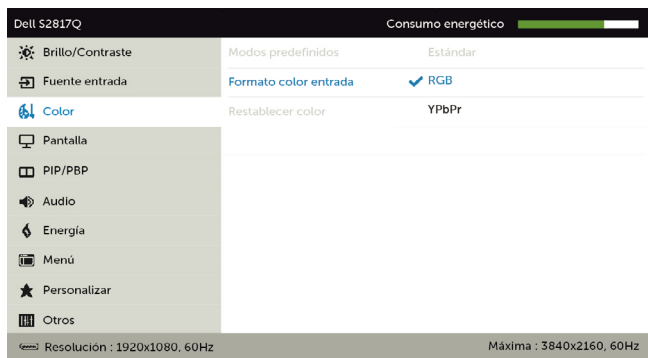 Dell S2817Q Consumo energético
Brillo/Contraste Modos predefinidos Estándar
Fuente entrada Formato color entrada RGB
Color Restablecer color YPbPr
Pantalla
PIP/PBP
Audio
Energía
Menú
Personalizar
Otros
Resolución : 1920x1080, 60Hz Máxima : 3840x2160, 60Hz